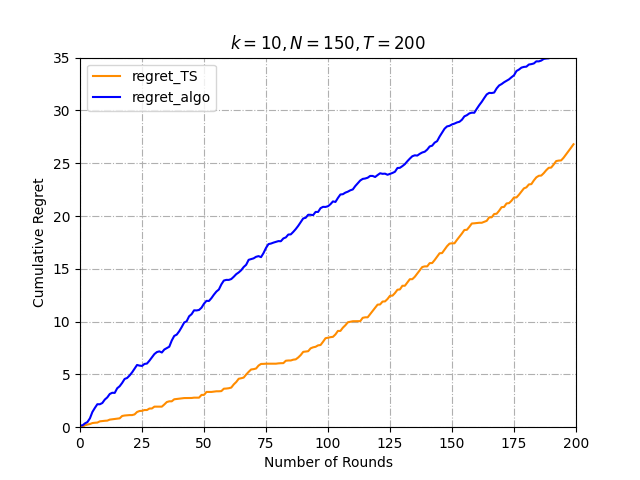 k = 10, N = 150, T = 200
regret_TS
regret_algo
Cumulative Regret
35
30
25
20
15
10
5
0
0 25 50 75 100 125 150 175 200
Number of Rounds